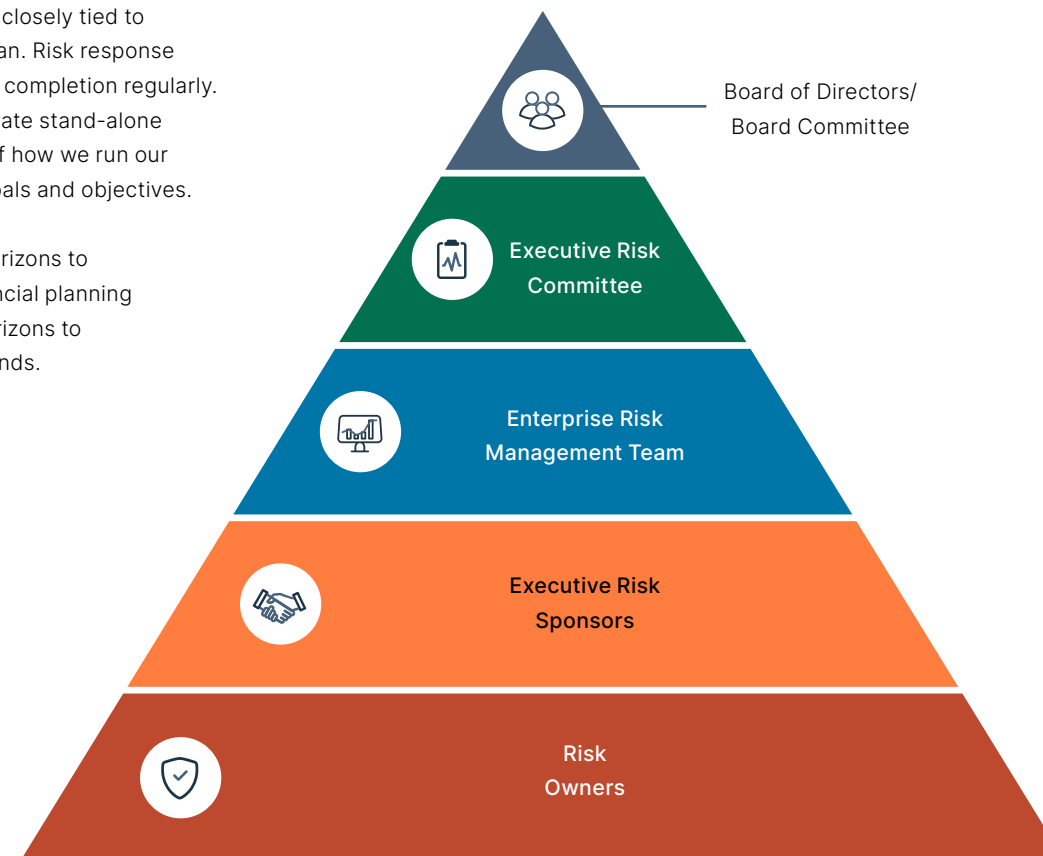 closely tied to
an. Risk response
completion regularly.
ate stand-alone
f how we run our
als and objectives.
rizons to
ncial planning
rizons to
nds.
Board of Directors/
Board Committee
Executive Risk
Committee
Enterprise Risk
Management Team
Executive Risk
Sponsors
Risk
Owners